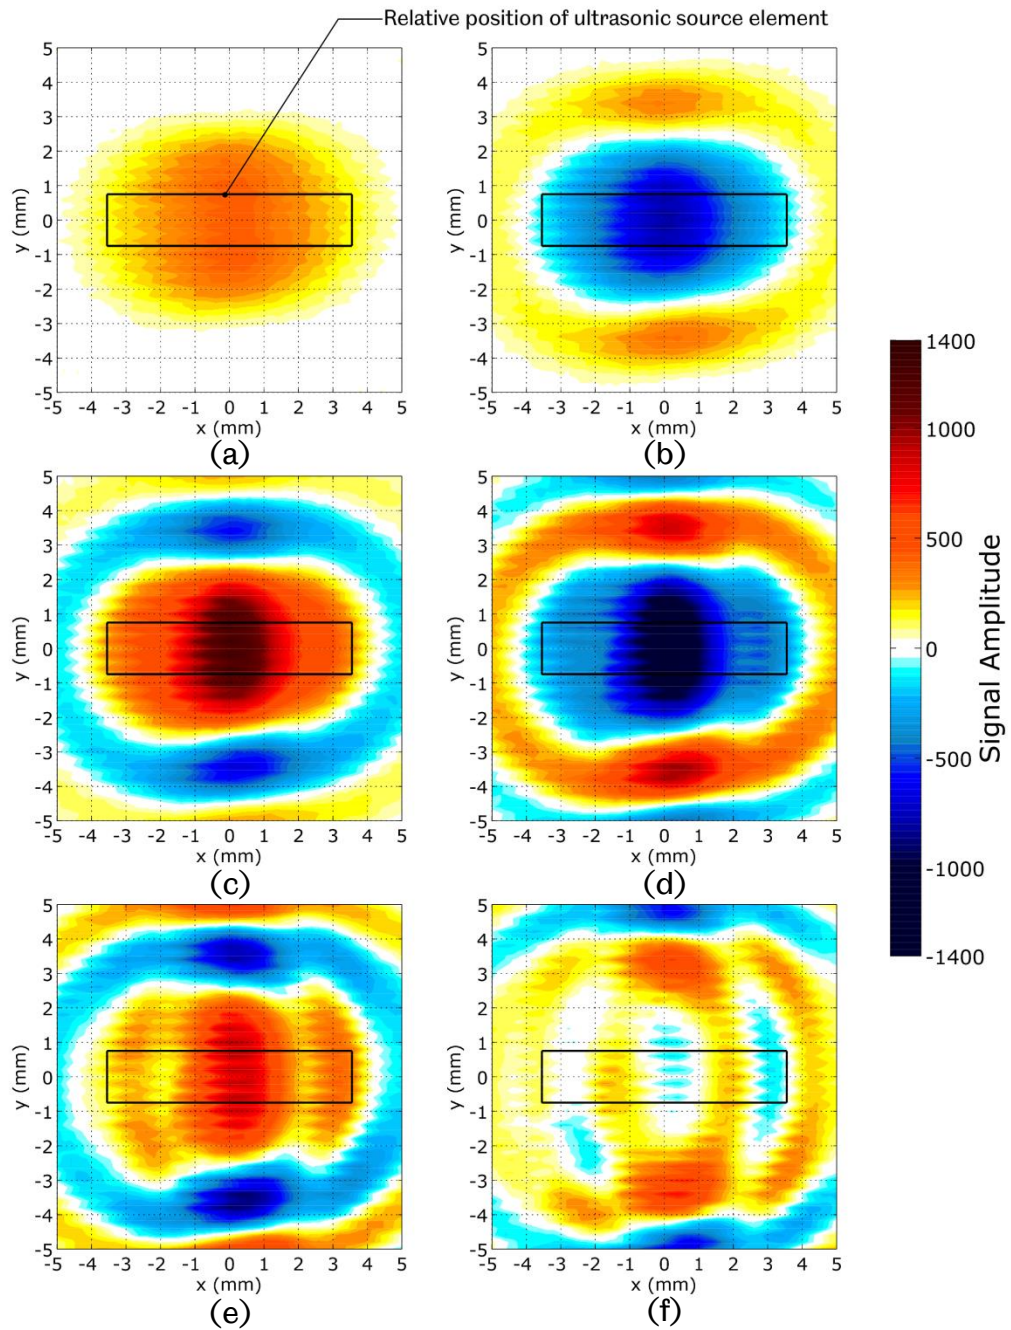 Relative position of ultrasonic source element
5
4
3
2
1
0
-1
-2
-3
-4
-5
y (mm)
-5 -4 -3 -2 -1 0 1 2 3 4 5
x (mm)
(a)
5
4
3
2
1
0
-1
-2
-3
-4
-5
y (mm)
-5 -4 -3 -2 -1 0 1 2 3 4 5
x (mm)
(b)
5
4
3
2
1
0
-1
-2
-3
-4
-5
y (mm)
-5 -4 -3 -2 -1 0 1 2 3 4 5
x (mm)
(c)
5
4
3
2
1
0
-1
-2
-3
-4
-5
y (mm)
-5 -4 -3 -2 -1 0 1 2 3 4 5
x (mm)
(d)
5
4
3
2
1
0
-1
-2
-3
-4
-5
y (mm)
-5 -4 -3 -2 -1 0 1 2 3 4 5
x (mm)
(e)
5
4
3
2
1
0
-1
-2
-3
-4
-5
y (mm)
-5 -4 -3 -2 -1 0 1 2 3 4 5
x (mm)
(f)
1400
1000
500
0
-500
-1000
-1400
Signal Amplitude